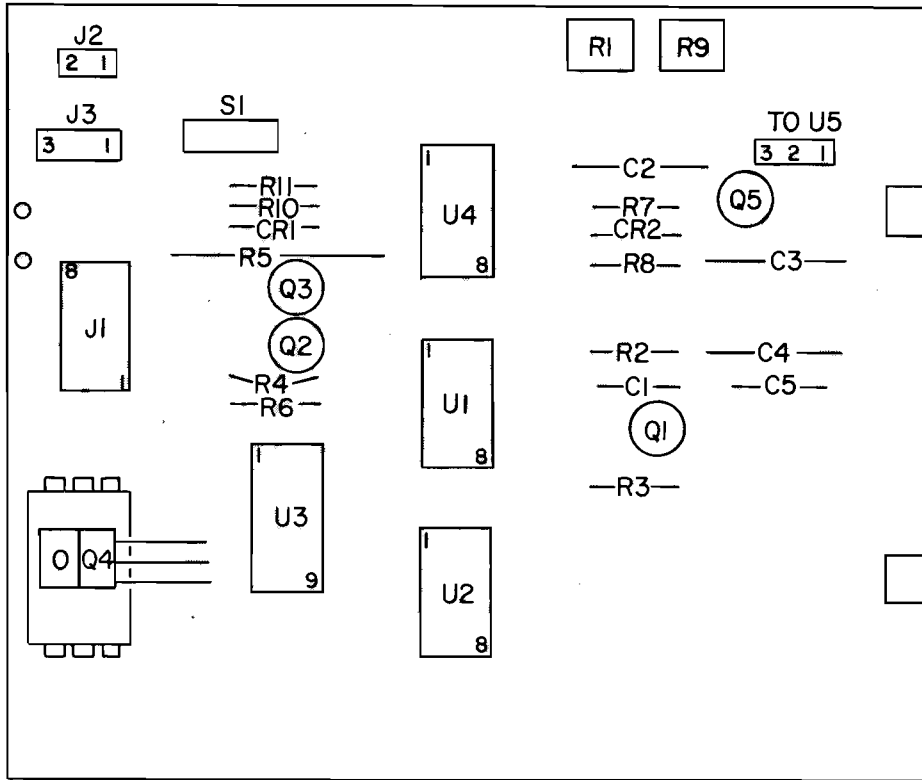 J2
2 1
R1
R9
J3
3 1
S1
TO U5
3 2 1
1
U4
8
C2
R11
R10
CR1
R5
R7
CR2
R8
Q5
C3
8
J1
1
Q3
Q2
R4
R6
1
U1
8
R2
C1
C4
C5
Q1
R3
1
U3
9
O Q4
1
U2
8